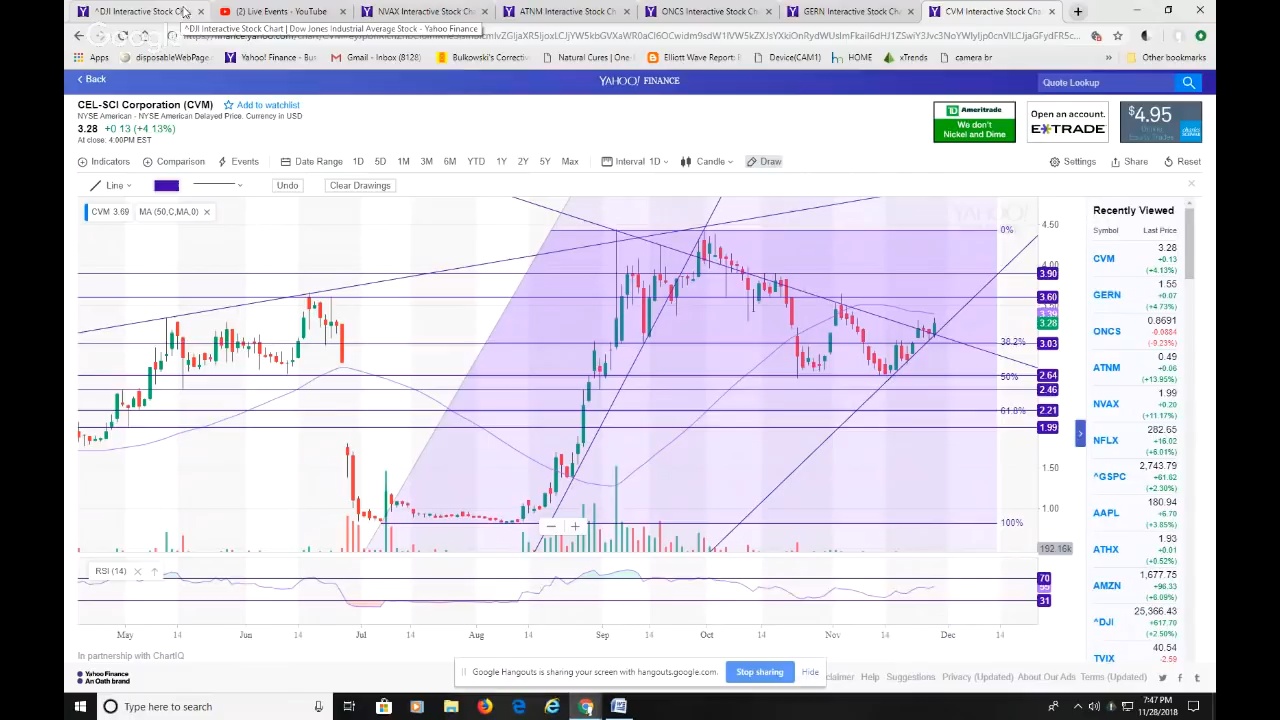 ^DJI Interactive Stock Ch
(2) Live Events - YouTube
NVAX Interactive Stock Cha
ATNM Interactive Stock Cha
ONCS Interactive Stock Cha
GERN Interactive Stock Cha
CVM Interactive Stock Cha
^DJI Interactive Stock Chart | Dow Jones Industrial Average Stock - Yahoo Finance
Apps
disposableWebPage
Yahoo! Finance - Bus
Gmail - Inbox (8128)
Bulkowski's Correctiv
Natural Cures | One-
Elliott Wave Report: I
Device(CAM1)
HOME
xtrends
camera br
Other bookmarks
Back
YAHOO! FINANCE
Quote Lookup
CEL-SCI Corporation (CVM)
Add to watchlist
NYSE American - NYSE American Delayed Price. Currency in USD
3.28 +0.13 (+4.13%)
At close: 4:00PM EST
TD Ameritrade
We don't
Nickel and Dime
Open an account.
E*TRADE
$4.95
Indicators
Comparison
Events
Date Range 1D 5D 1M 3M 6M YTD 1Y 2Y 5Y Max
Interval 1D
Candle
Draw
Settings
Share
Reset
Line
Undo
Clear Drawings
CVM 3.69
MA (50,C,MA,0)
Recently Viewed
Symbol Last Price
CVM 3.28 +0.13 (+4.13%)
GERN 1.55 +0.07 (+4.73%)
ONCS 0.8691 -0.0884 (-9.23%)
ATNM 0.49 +0.06 (+13.95%)
NVAX 1.99 +0.20 (+11.17%)
NFLX 282.65 +16.02 (+6.01%)
^GSPC 2,743.79 +61.62 (+2.30%)
AAPL 180.94 +6.70 (+3.85%)
ATHX 1.93 +0.01 (+0.52%)
AMZN 1,677.75 +96.33 (+6.09%)
^DJI 25,366.43 +617.70 (+2.50%)
TVIX 40.54 -2.59
0%
38.2%
50%
61.8%
100%
4.50
4.00
3.90
3.60
3.39
3.28
3.03
2.64
2.46
2.21
1.99
1.50
1.00
192.16k
RSI (14)
70
31
May 14 Jun 14 Jul 14 Aug 14 Sep 14 Oct 14 Nov 14 Dec 14
In partnership with ChartIQ
Yahoo Finance
An Oath brand
Google Hangouts is sharing your screen with hangouts.google.com.
Stop sharing
Hide
claimer Help Suggestions Privacy (Updated) About Our Ads Terms (Updated)
Type here to search
7:47 PM
11/28/2018